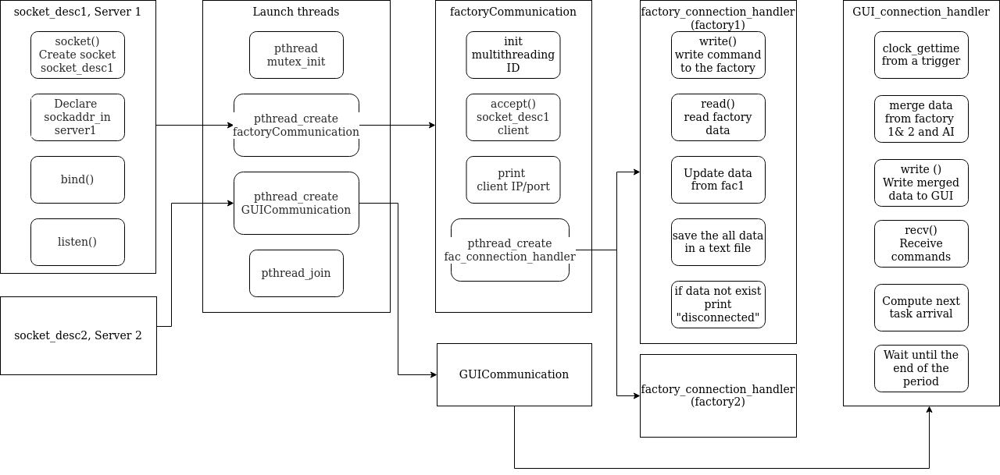 socket_desc1, Server 1
socket()
Create socket
socket_desc1
Declare
sockaddr_in
server1
bind()
listen()
socket_desc2, Server 2
Launch threads
pthread
mutex_init
pthread_create
factoryCommunication
pthread_create
GUICommunication
pthread_join
factoryCommunication
init
multithreading
ID
accept()
socket_desc1
client
print
client IP/port
pthread_create
fac_connection_handler
GUICommunication
factory_connection_handler
(factory1)
write()
write command
to the factory
read()
read factory
data
Update data
from fac1
save the all data
in a text file
if data not exist
print
"disconnected"
factory_connection_handler
(factory2)
GUI_connection_handler
clock_gettime
from a trigger
merge data
from factory
1& 2 and AI
write ()
Write merged
data to GUI
recv()
Receive
commands
Compute next
task arrival
Wait until the
end of the
period